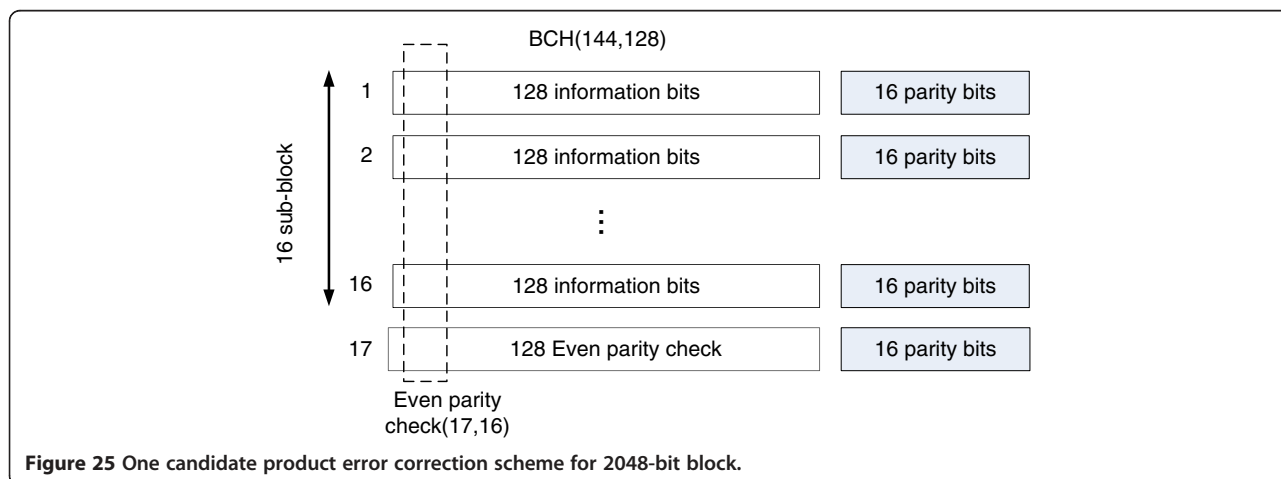 BCH(144,128)
1 128 information bits 16 parity bits
2 128 information bits 16 parity bits
16 sub-block
⋮
16 128 information bits 16 parity bits
17 128 Even parity check 16 parity bits
Even parity
check(17,16)
Figure 25 One candidate product error correction scheme for 2048-bit block.